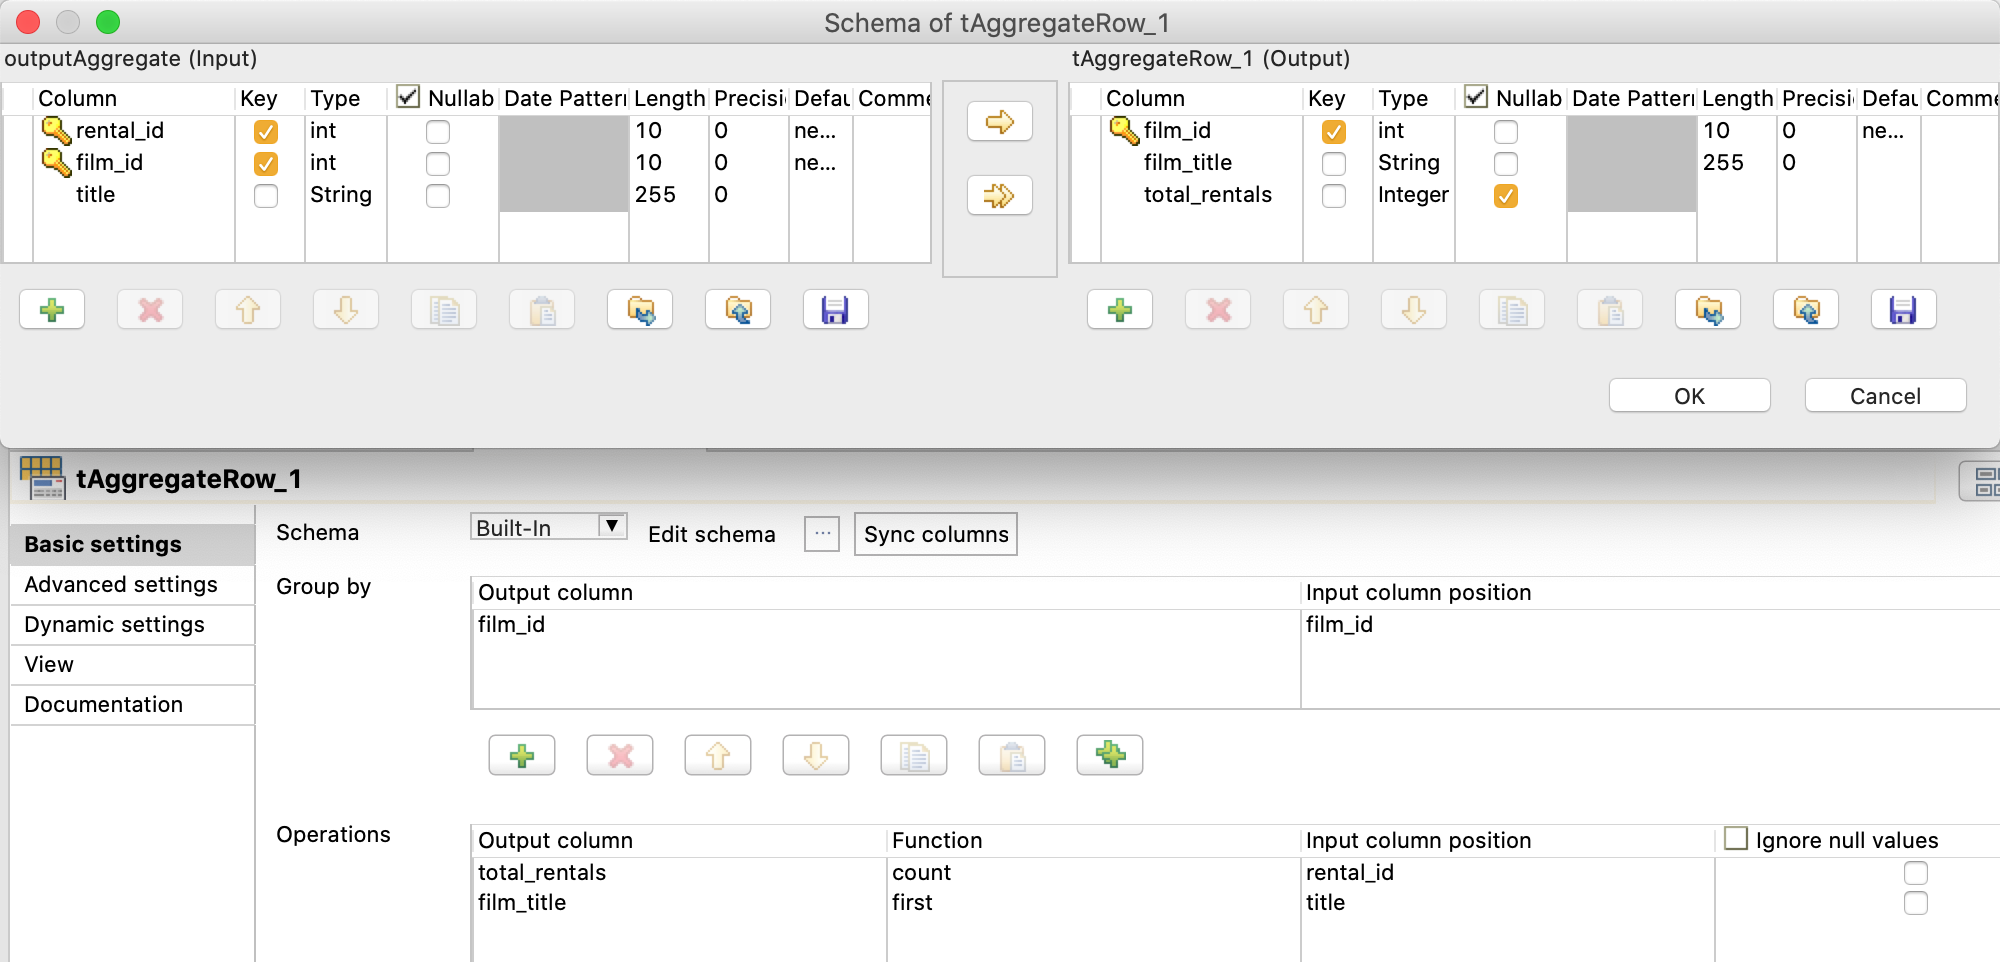 Schema of tAggregateRow_1
outputAggregate (Input)
Column Key Type Nullab Date Patterr Length Precisi Defau Comme
rental_id int 10 0 ne...
film_id int 10 0 ne...
title String 255 0
tAggregateRow_1 (Output)
Column Key Type Nullab Date Patterr Length Precisi Defau Comme
film_id int 10 0 ne...
film_title String 255 0
total_rentals Integer
OK Cancel
tAggregateRow_1
Basic settings
Advanced settings
Dynamic settings
View
Documentation
Schema Built-In Edit schema ... Sync columns
Group by
Output column Input column position
film_id film_id
Operations
Output column Function Input column position Ignore null values
total_rentals count rental_id
film_title first title